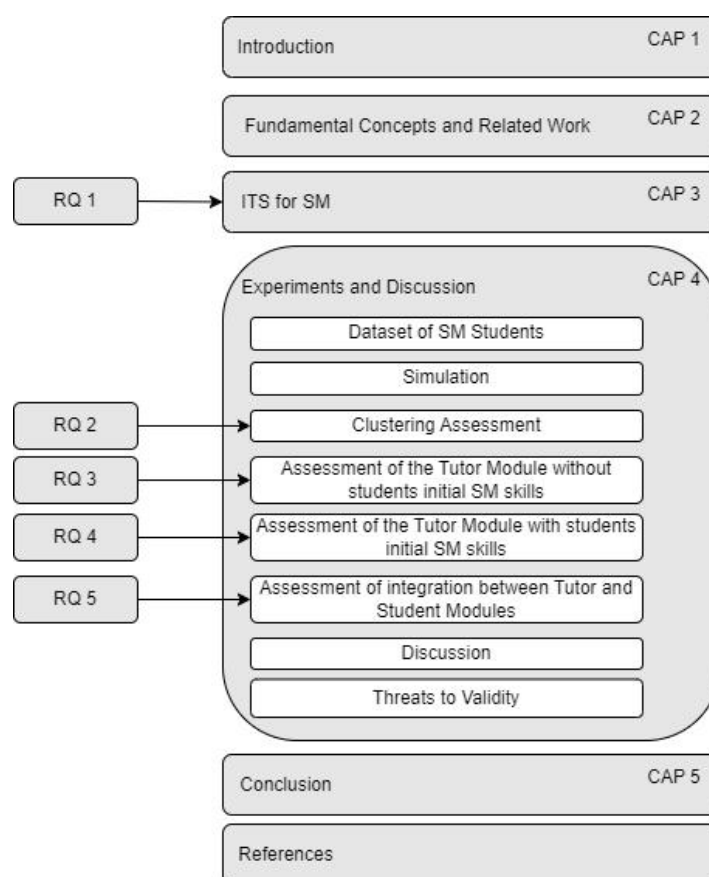 Introduction
CAP 1
Fundamental Concepts and Related Work
CAP 2
RQ 1
ITS for SM
CAP 3
Experiments and Discussion
CAP 4
Dataset of SM Students
Simulation
RQ 2
Clustering Assessment
RQ 3
Assessment of the Tutor Module without
students initial SM skills
RQ 4
Assessment of the Tutor Module with students
initial SM skills
RQ 5
Assessment of integration between Tutor and
Student Modules
Discussion
Threats to Validity
Conclusion
CAP 5
References